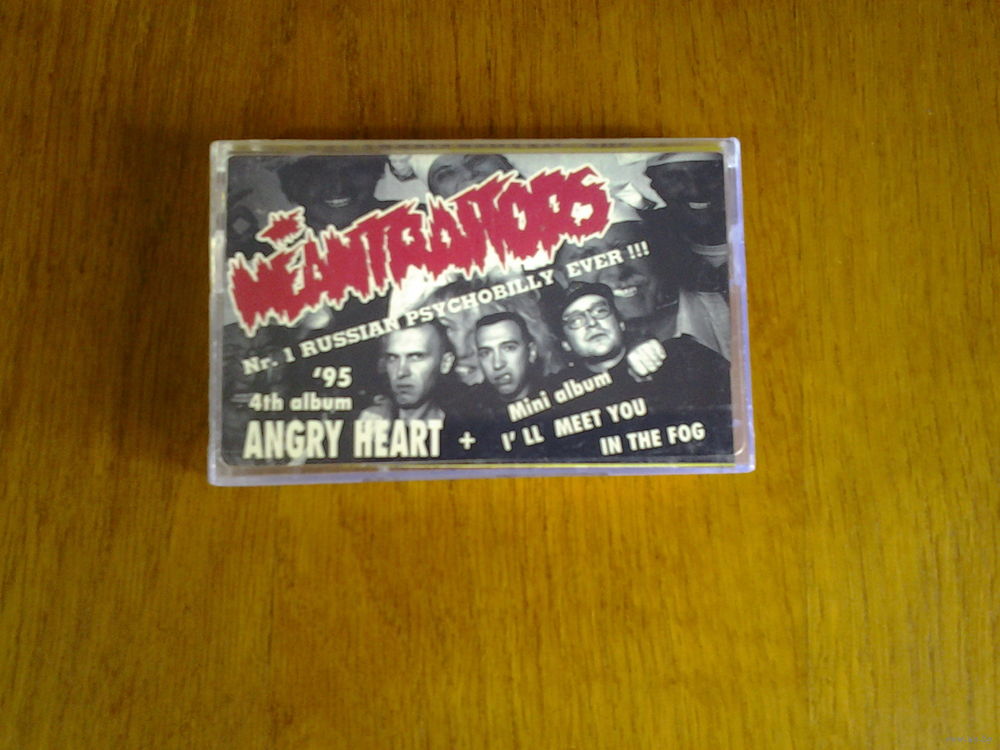 MEANTRAITORS
Nr. 1 RUSSIAN PSYCHOBILLY EVER !!!
'95
4th album
ANGRY HEART +
Mini album
I' LL MEET YOU
IN THE FOG